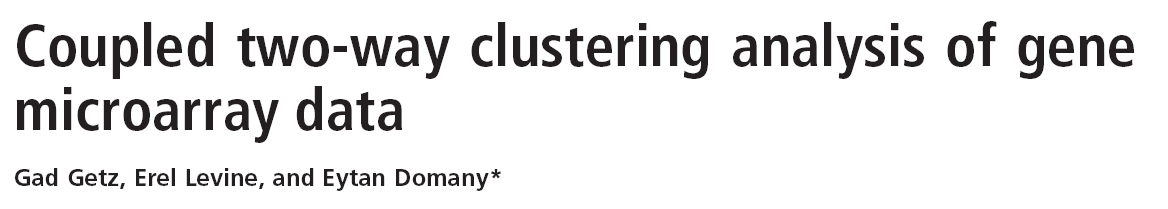 Coupled two-way clustering analysis of gene
microarray data
Gad Getz, Erel Levine, and Eytan Domany*